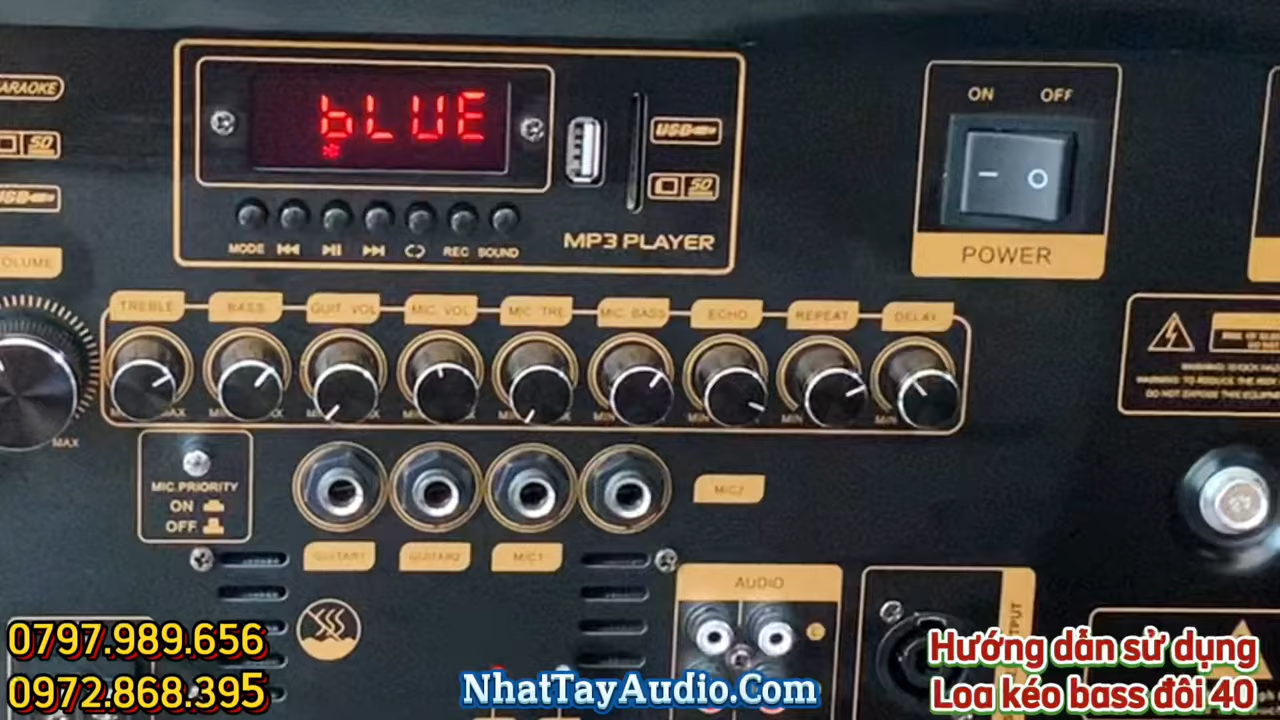 ARAOKE
SD
USB
OLUME
MAX
bLUE
MODE
REC
SOUND
USB
SD
MP3 PLAYER
ON
OFF
POWER
TREBLE
BASS
GUIT. VOL
MIC. VOL
MIC. TRE
MIC. BASS
ECHO
REPEAT
DELAY
MIC.PRIORITY
ON
OFF
GUITAR1
GUITAR2
MIC1
MIC2
AUDIO
L
0797.989.656
0972.868.395
NhatTayAudio.Com
Hướng dẫn sử dụng
Loa kéo bass đôi 40